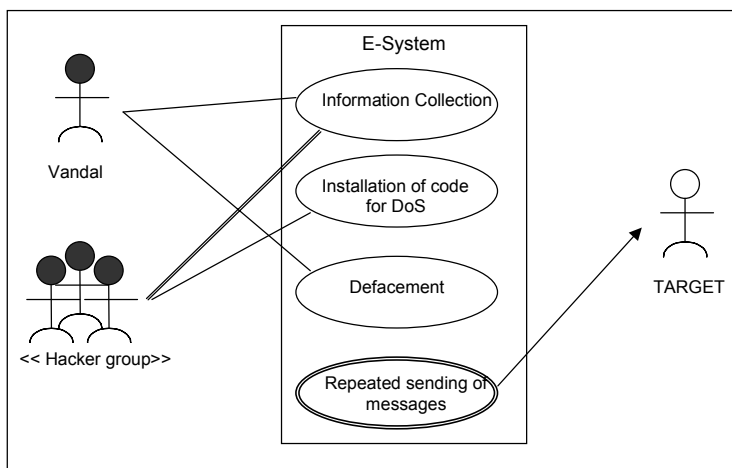 E-System
Information Collection
Vandal
Installation of code
for DoS
TARGET
Defacement
<< Hacker group>>
Repeated sending of
messages